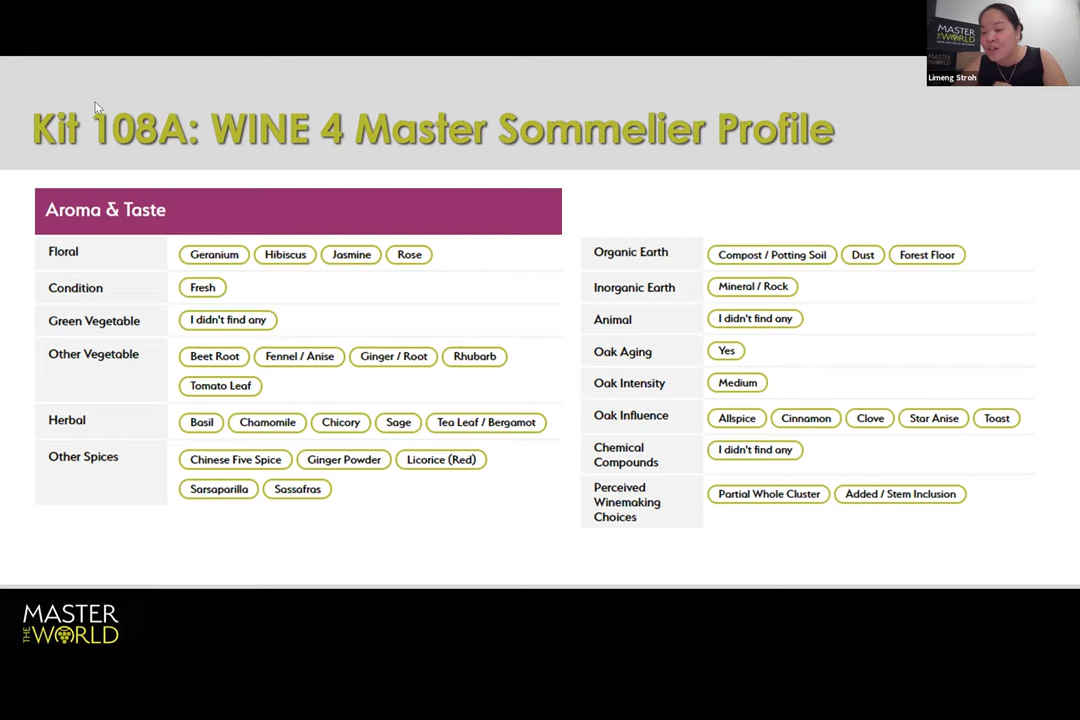 MASTER
THE WORLD
Limeng Stroh
Kit 108A: WINE 4 Master Sommelier Profile
Aroma & Taste
Floral
Geranium Hibiscus Jasmine Rose
Condition
Fresh
Green Vegetable
I didn't find any
Other Vegetable
Beet Root Fennel / Anise Ginger / Root Rhubarb
Tomato Leaf
Herbal
Basil Chamomile Chicory Sage Tea Leaf / Bergamot
Other Spices
Chinese Five Spice Ginger Powder Licorice (Red)
Sarsaparilla Sassafras
Organic Earth
Compost / Potting Soil Dust Forest Floor
Inorganic Earth
Mineral / Rock
Animal
I didn't find any
Oak Aging
Yes
Oak Intensity
Medium
Oak Influence
Allspice Cinnamon Clove Star Anise Toast
Chemical
Compounds
I didn't find any
Perceived
Winemaking
Choices
Partial Whole Cluster Added / Stem Inclusion
MASTER
THE WORLD